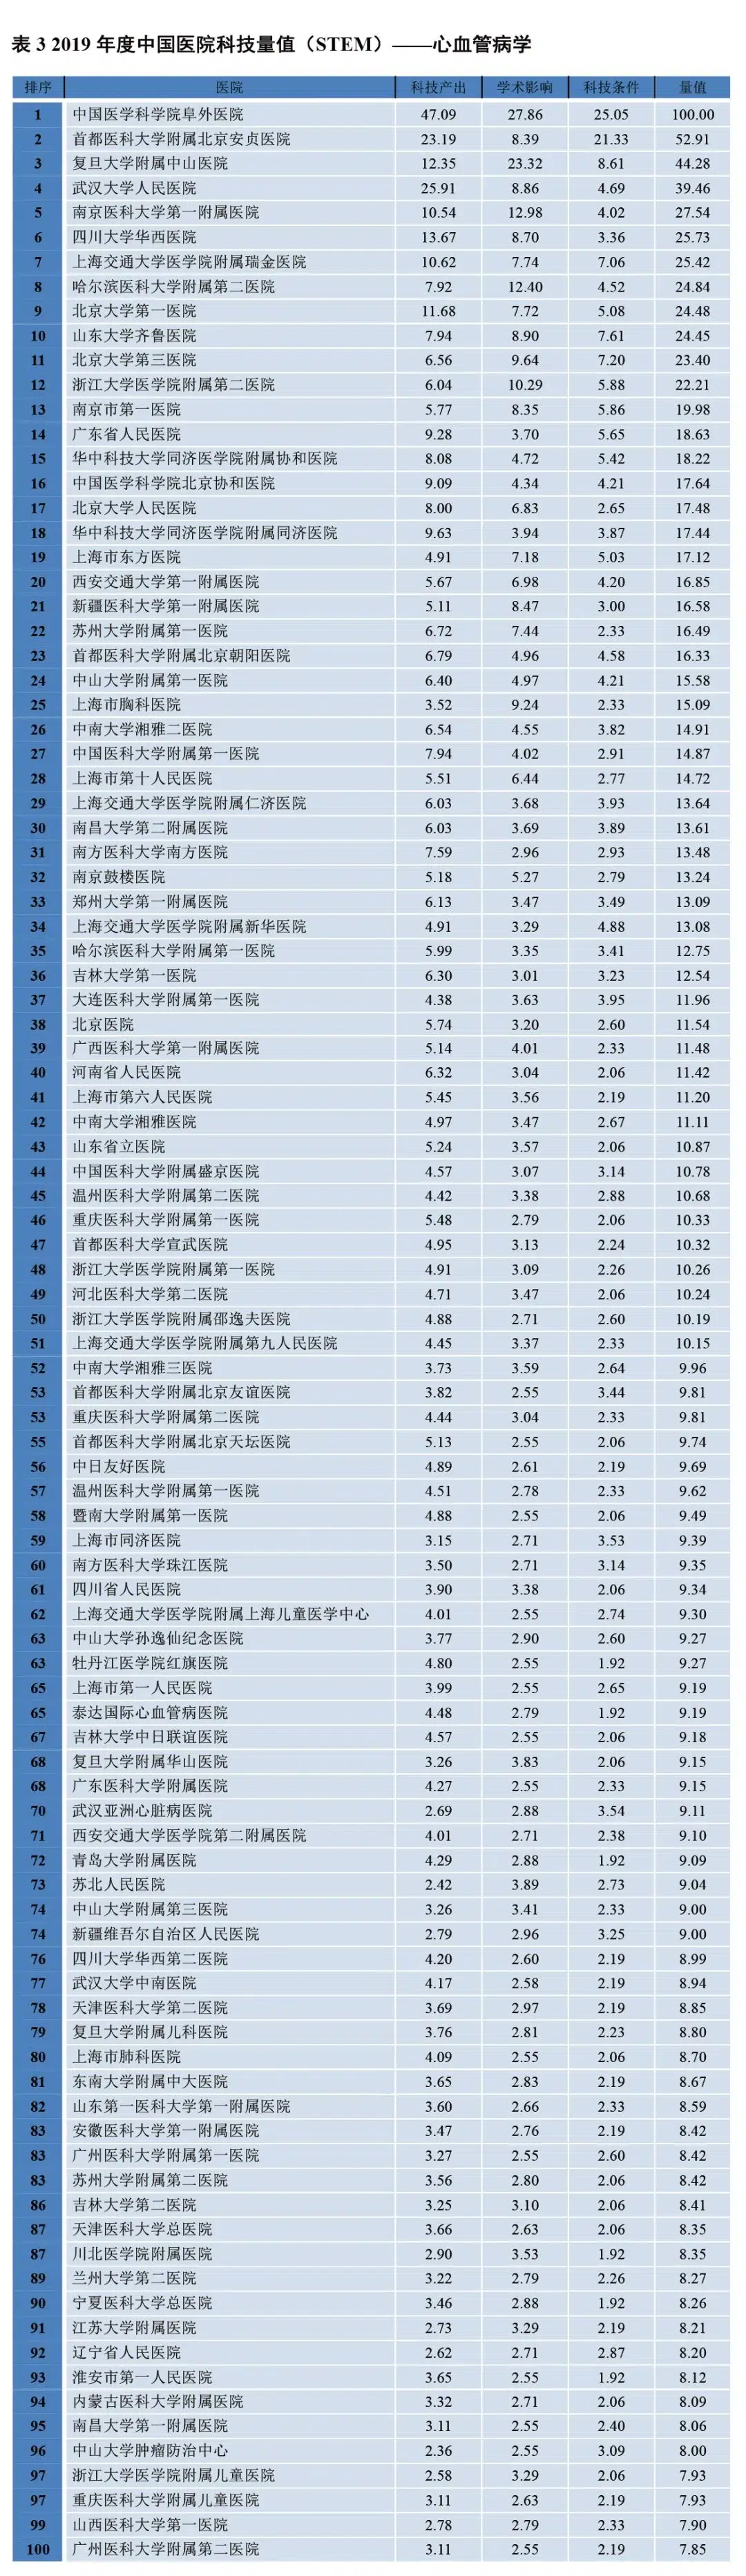 表 3 2019 年度中国医院科技量值（STEM）——心血管病学
排序 医院 科技产出 学术影响 科技条件 量值
1 中国医学科学院阜外医院 47.09 27.86 25.05 100.00
2 首都医科大学附属北京安贞医院 23.19 8.39 21.33 52.91
3 复旦大学附属中山医院 12.35 23.32 8.61 44.28
4 武汉大学人民医院 25.91 8.86 4.69 39.46
5 南京医科大学第一附属医院 10.54 12.98 4.02 27.54
6 四川大学华西医院 13.67 8.70 3.36 25.73
7 上海交通大学医学院附属瑞金医院 10.62 7.74 7.06 25.42
8 哈尔滨医科大学附属第二医院 7.92 12.40 4.52 24.84
9 北京大学第一医院 11.68 7.72 5.08 24.48
10 山东大学齐鲁医院 7.94 8.90 7.61 24.45
11 北京大学第三医院 6.56 9.64 7.20 23.40
12 浙江大学医学院附属第二医院 6.04 10.29 5.88 22.21
13 南京市第一医院 5.77 8.35 5.86 19.98
14 广东省人民医院 9.28 3.70 5.65 18.63
15 华中科技大学同济医学院附属协和医院 8.08 4.72 5.42 18.22
16 中国医学科学院北京协和医院 9.09 4.34 4.21 17.64
17 北京大学人民医院 8.00 6.83 2.65 17.48
18 华中科技大学同济医学院附属同济医院 9.63 3.94 3.87 17.44
19 上海市东方医院 4.91 7.18 5.03 17.12
20 西安交通大学第一附属医院 5.67 6.98 4.20 16.85
21 新疆医科大学第一附属医院 5.11 8.47 3.00 16.58
22 苏州大学附属第一医院 6.72 7.44 2.33 16.49
23 首都医科大学附属北京朝阳医院 6.79 4.96 4.58 16.33
24 中山大学附属第一医院 6.40 4.97 4.21 15.58
25 上海市胸科医院 3.52 9.24 2.33 15.09
26 中南大学湘雅二医院 6.54 4.55 3.82 14.91
27 中国医科大学附属第一医院 7.94 4.02 2.91 14.87
28 上海市第十人民医院 5.51 6.44 2.77 14.72
29 上海交通大学医学院附属仁济医院 6.03 3.68 3.93 13.64
30 南昌大学第二附属医院 6.03 3.69 3.89 13.61
31 南方医科大学南方医院 7.59 2.96 2.93 13.48
32 南京鼓楼医院 5.18 5.27 2.79 13.24
33 郑州大学第一附属医院 6.13 3.47 3.49 13.09
34 上海交通大学医学院附属新华医院 4.91 3.29 4.88 13.08
35 哈尔滨医科大学附属第一医院 5.99 3.35 3.41 12.75
36 吉林大学第一医院 6.30 3.01 3.23 12.54
37 大连医科大学附属第一医院 4.38 3.63 3.95 11.96
38 北京医院 5.74 3.20 2.60 11.54
39 广西医科大学第一附属医院 5.14 4.01 2.33 11.48
40 河南省人民医院 6.32 3.04 2.06 11.42
41 上海市第六人民医院 5.45 3.56 2.19 11.20
42 中南大学湘雅医院 4.97 3.47 2.67 11.11
43 山东省立医院 5.24 3.57 2.06 10.87
44 中国医科大学附属盛京医院 4.57 3.07 3.14 10.78
45 温州医科大学附属第二医院 4.42 3.38 2.88 10.68
46 重庆医科大学附属第一医院 5.48 2.79 2.06 10.33
47 首都医科大学宣武医院 4.95 3.13 2.24 10.32
48 浙江大学医学院附属第一医院 4.91 3.09 2.26 10.26
49 河北医科大学第二医院 4.71 3.47 2.06 10.24
50 浙江大学医学院附属邵逸夫医院 4.88 2.71 2.60 10.19
51 上海交通大学医学院附属第九人民医院 4.45 3.37 2.33 10.15
52 中南大学湘雅三医院 3.73 3.59 2.64 9.96
53 首都医科大学附属北京友谊医院 3.82 2.55 3.44 9.81
53 重庆医科大学附属第二医院 4.44 3.04 2.33 9.81
55 首都医科大学附属北京天坛医院 5.13 2.55 2.06 9.74
56 中日友好医院 4.89 2.61 2.19 9.69
57 温州医科大学附属第一医院 4.51 2.78 2.33 9.62
58 暨南大学附属第一医院 4.88 2.55 2.06 9.49
59 上海市同济医院 3.15 2.71 3.53 9.39
60 南方医科大学珠江医院 3.50 2.71 3.14 9.35
61 四川省人民医院 3.90 3.38 2.06 9.34
62 上海交通大学医学院附属上海儿童医学中心 4.01 2.55 2.74 9.30
63 中山大学孙逸仙纪念医院 3.77 2.90 2.60 9.27
63 牡丹江医学院红旗医院 4.80 2.55 1.92 9.27
65 上海市第一人民医院 3.99 2.55 2.65 9.19
65 泰达国际心血管病医院 4.48 2.79 1.92 9.19
67 吉林大学中日联谊医院 4.57 2.55 2.06 9.18
68 复旦大学附属华山医院 3.26 3.83 2.06 9.15
68 广东医科大学附属医院 4.27 2.55 2.33 9.15
70 武汉亚洲心脏病医院 2.69 2.88 3.54 9.11
71 西安交通大学医学院第二附属医院 4.01 2.71 2.38 9.10
72 青岛大学附属医院 4.29 2.88 1.92 9.09
73 苏北人民医院 2.42 3.89 2.73 9.04
74 中山大学附属第三医院 3.26 3.41 2.33 9.00
74 新疆维吾尔自治区人民医院 2.79 2.96 3.25 9.00
76 四川大学华西第二医院 4.20 2.60 2.19 8.99
77 武汉大学中南医院 4.17 2.58 2.19 8.94
78 天津医科大学第二医院 3.69 2.97 2.19 8.85
79 复旦大学附属儿科医院 3.76 2.81 2.23 8.80
80 上海市肺科医院 4.09 2.55 2.06 8.70
81 东南大学附属中大医院 3.65 2.83 2.19 8.67
82 山东第一医科大学第一附属医院 3.60 2.66 2.33 8.59
83 安徽医科大学第一附属医院 3.47 2.76 2.19 8.42
83 广州医科大学附属第一医院 3.27 2.55 2.60 8.42
83 苏州大学附属第二医院 3.56 2.80 2.06 8.42
86 吉林大学第二医院 3.25 3.10 2.06 8.41
87 天津医科大学总医院 3.66 2.63 2.06 8.35
87 川北医学院附属医院 2.90 3.53 1.92 8.35
89 兰州大学第二医院 3.22 2.79 2.26 8.27
90 宁夏医科大学总医院 3.46 2.88 1.92 8.26
91 江苏大学附属医院 2.73 3.29 2.19 8.21
92 辽宁省人民医院 2.62 2.71 2.87 8.20
93 淮安市第一人民医院 3.65 2.55 1.92 8.12
94 内蒙古医科大学附属医院 3.32 2.71 2.06 8.09
95 南昌大学第一附属医院 3.11 2.55 2.40 8.06
96 中山大学肿瘤防治中心 2.36 2.55 3.09 8.00
97 浙江大学医学院附属儿童医院 2.58 3.29 2.06 7.93
97 重庆医科大学附属儿童医院 3.11 2.63 2.19 7.93
99 山西医科大学第一医院 2.78 2.79 2.33 7.90
100 广州医科大学附属第二医院 3.11 2.55 2.19 7.85